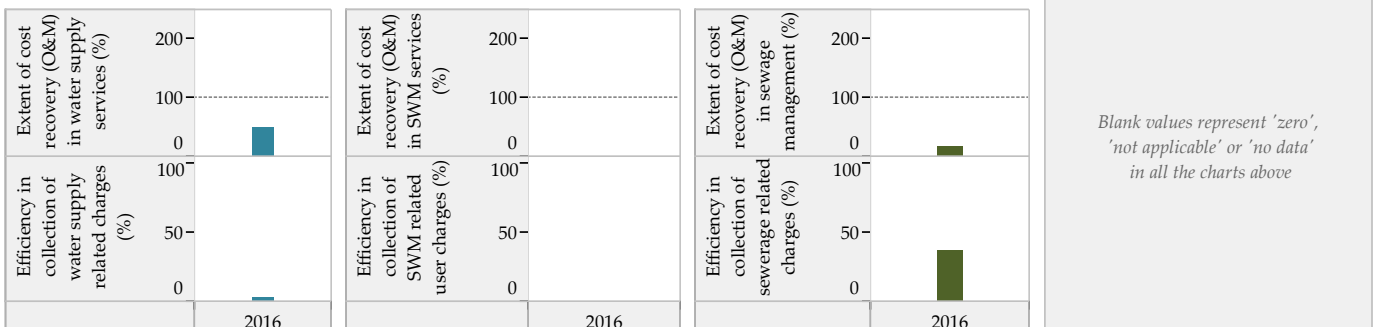 Extent of cost
recovery (O&M)
in water supply
services (%)
200
100
0
Efficiency in
collection of
water supply
related charges
(%)
100
50
0
2016
Extent of cost
recovery (O&M)
in SWM services
(%)
200
100
0
Efficiency in
collection of
SWM related
user charges (%)
100
50
0
2016
Extent of cost
recovery (O&M)
in sewage
management (%)
200
100
0
Efficiency in
collection of
sewerage related
charges (%)
100
50
0
2016
Blank values represent 'zero',
'not applicable' or 'no data'
in all the charts above